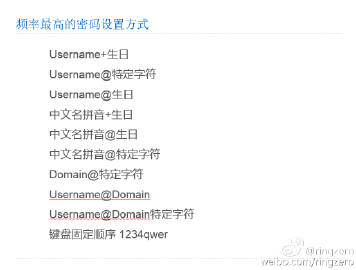 频率最高的密码设置方式
Username+生日
Username@特定字符
Username@生日
中文名拼音+生日
中文名拼音@生日
中文名拼音@特定字符
Domain@特定字符
Username@Domain
Username@Domain特定字符
键盘固定顺序 1234qwer
@ringzero
weibo.com/ringzero